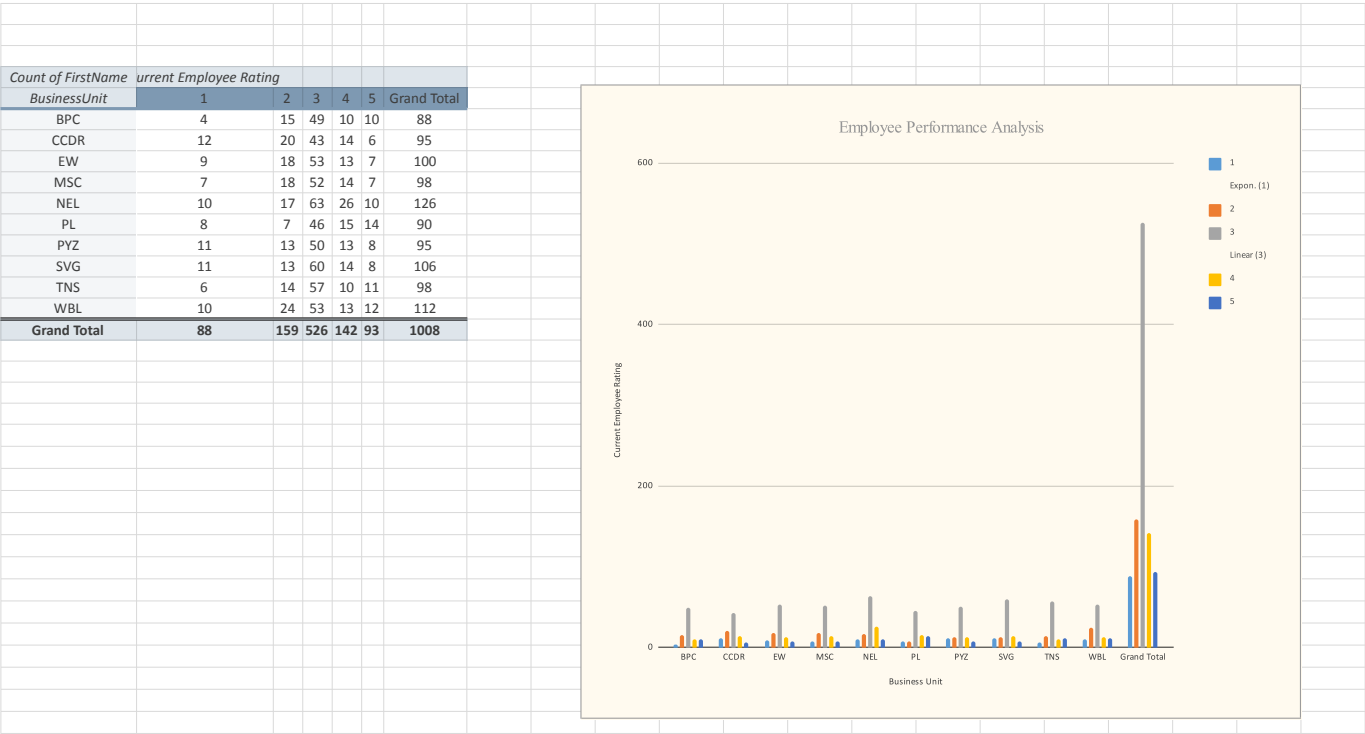 Count of FirstName urrent Employee Rating
BusinessUnit 1 2 3 4 5 Grand Total
BPC 4 15 49 10 10 88
CCDR 12 20 43 14 6 95
EW 9 18 53 13 7 100
MSC 7 18 52 14 7 98
NEL 10 17 63 26 10 126
PL 8 7 46 15 14 90
PYZ 11 13 50 13 8 95
SVG 11 13 60 14 8 106
TNS 6 14 57 10 11 98
WBL 10 24 53 13 12 112
Grand Total 88 159 526 142 93 1008
Employee Performance Analysis
600
400
200
0
Current Employee Rating
BPC CCDR EW MSC NEL PL PYZ SVG TNS WBL Grand Total
Business Unit
1
Expon. (1)
2
3
Linear (3)
4
5